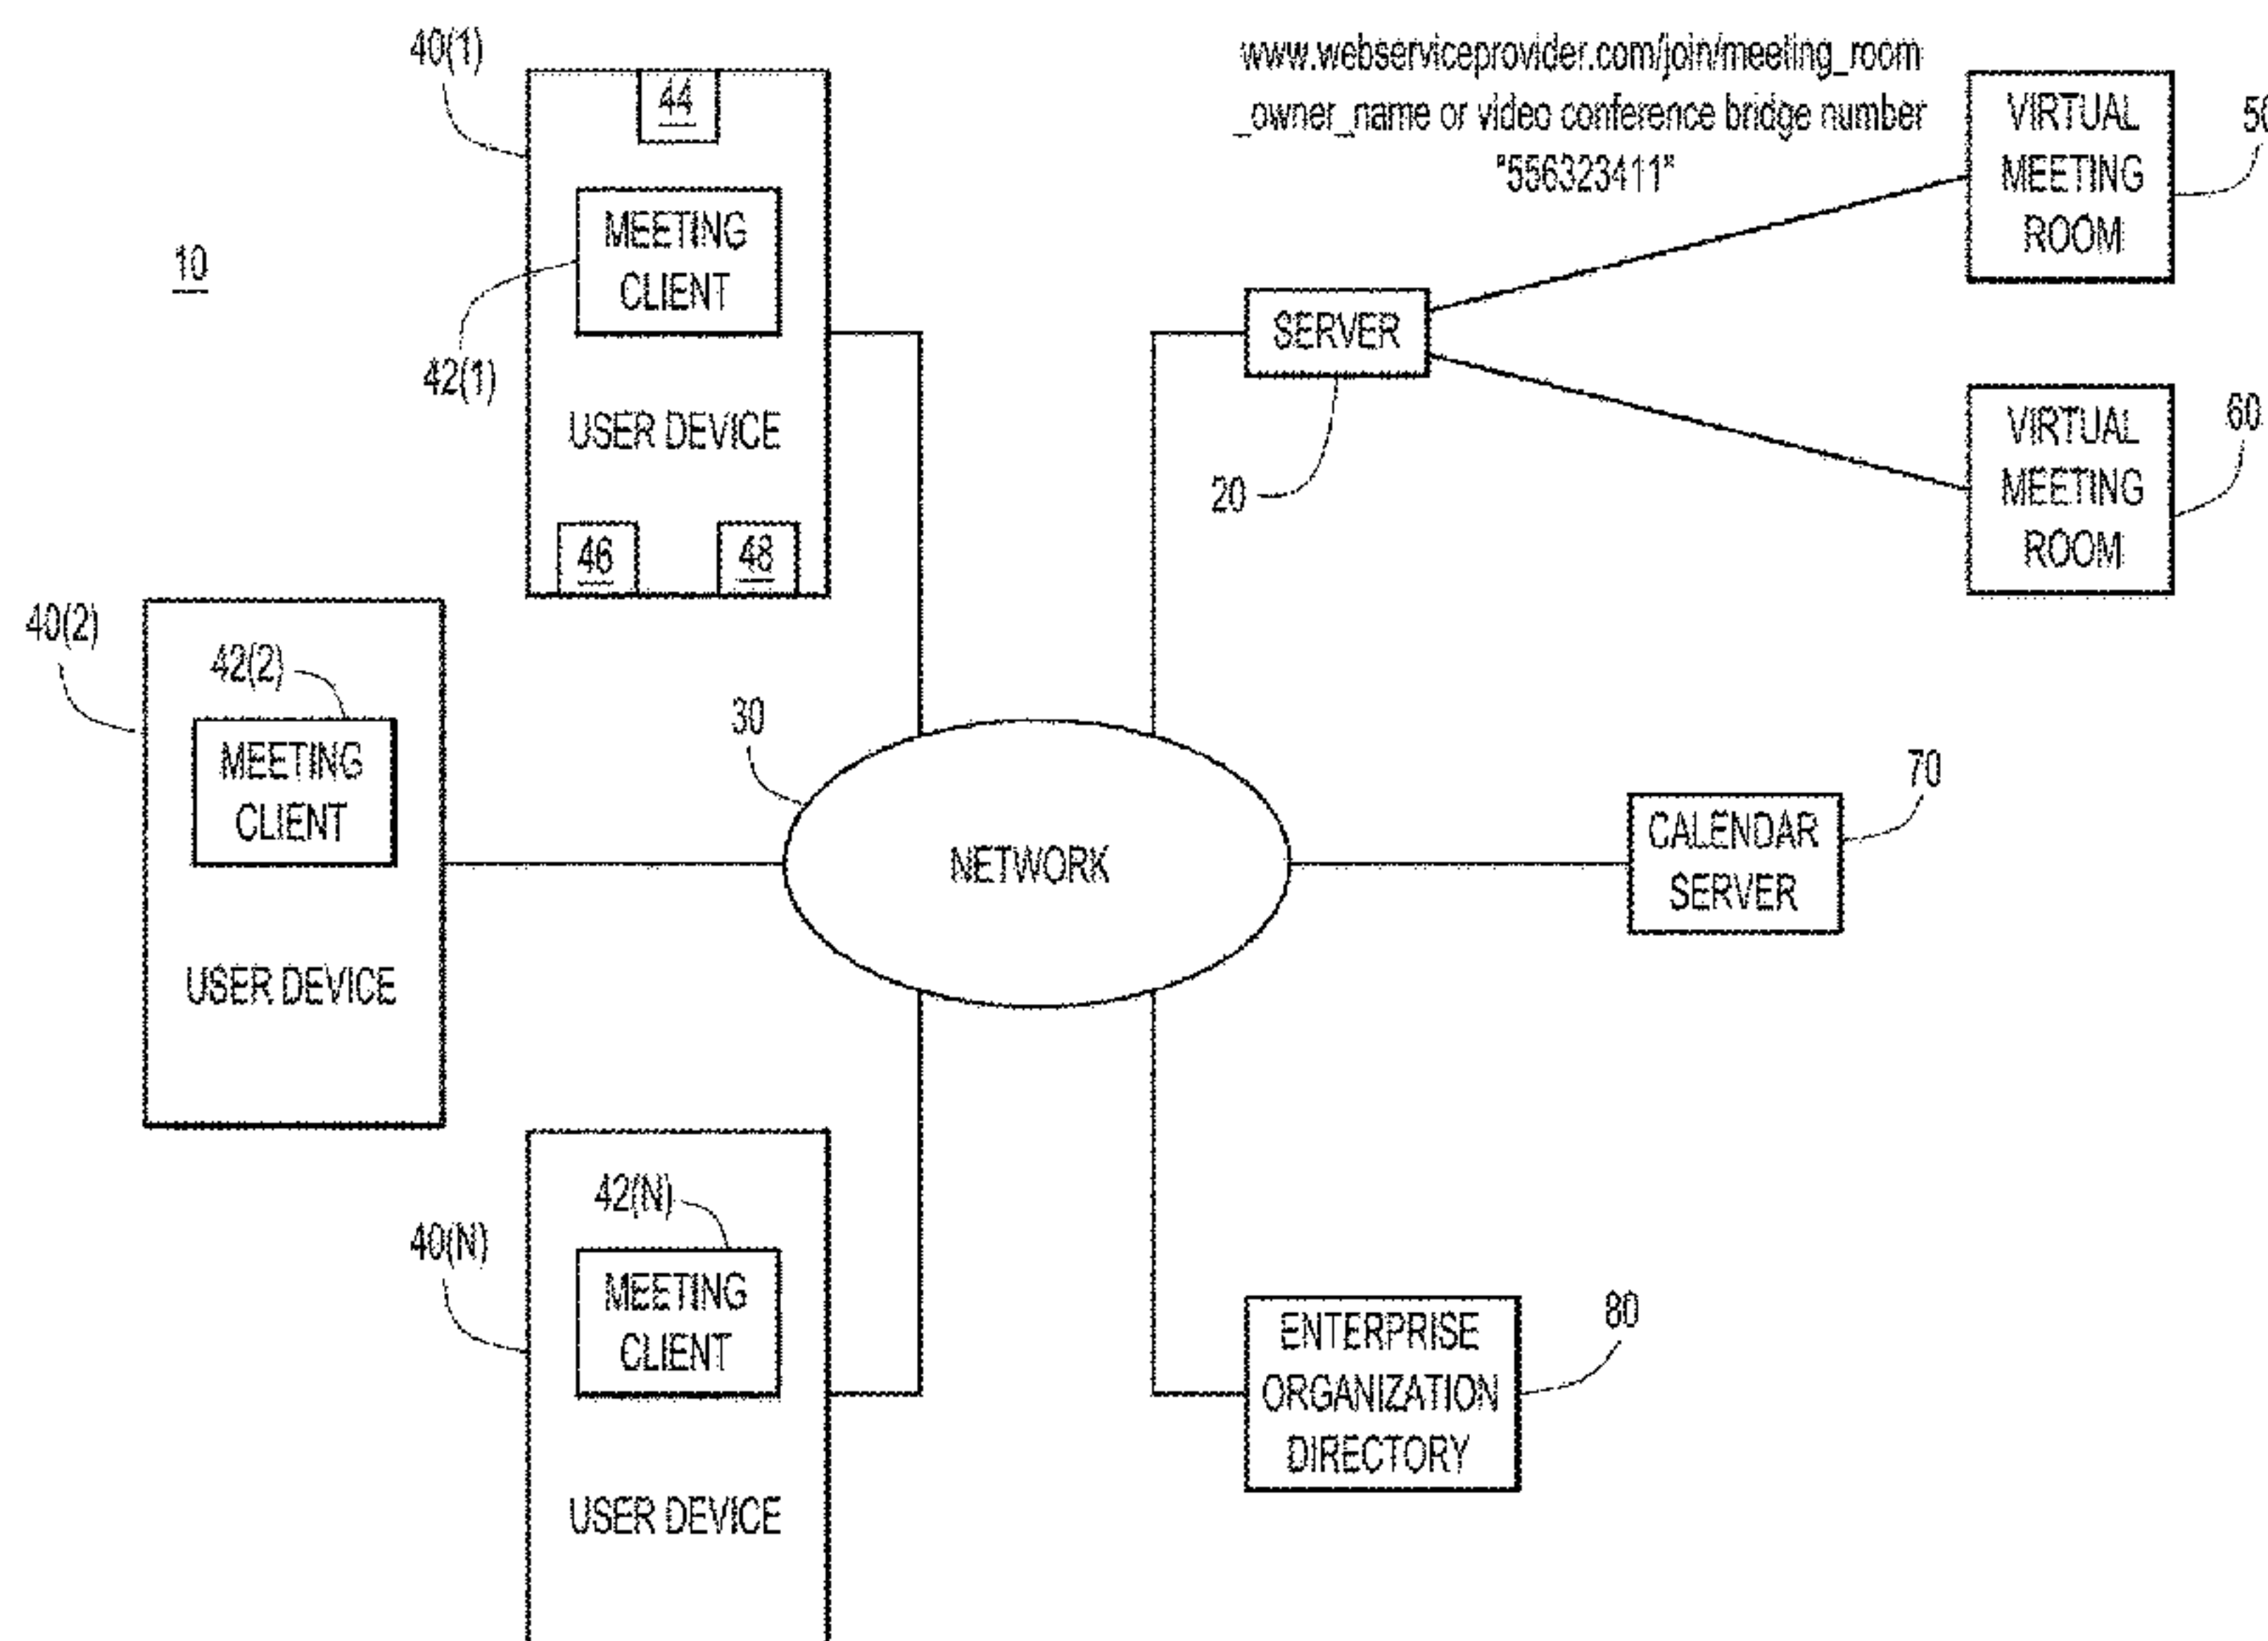 10
40(1)
44
MEETING
CLIENT
42(1)
USER DEVICE
46
48
www.webserviceprovider.com/join/meeting_room
_owner_name or video conference bridge number
"556323411"
VIRTUAL
MEETING
ROOM
50
SERVER
20
VIRTUAL
MEETING
ROOM
60
40(2)
42(2)
MEETING
CLIENT
USER DEVICE
30
NETWORK
CALENDAR
SERVER
70
40(N)
42(N)
MEETING
CLIENT
USER DEVICE
ENTERPRISE
ORGANIZATION
DIRECTORY
80